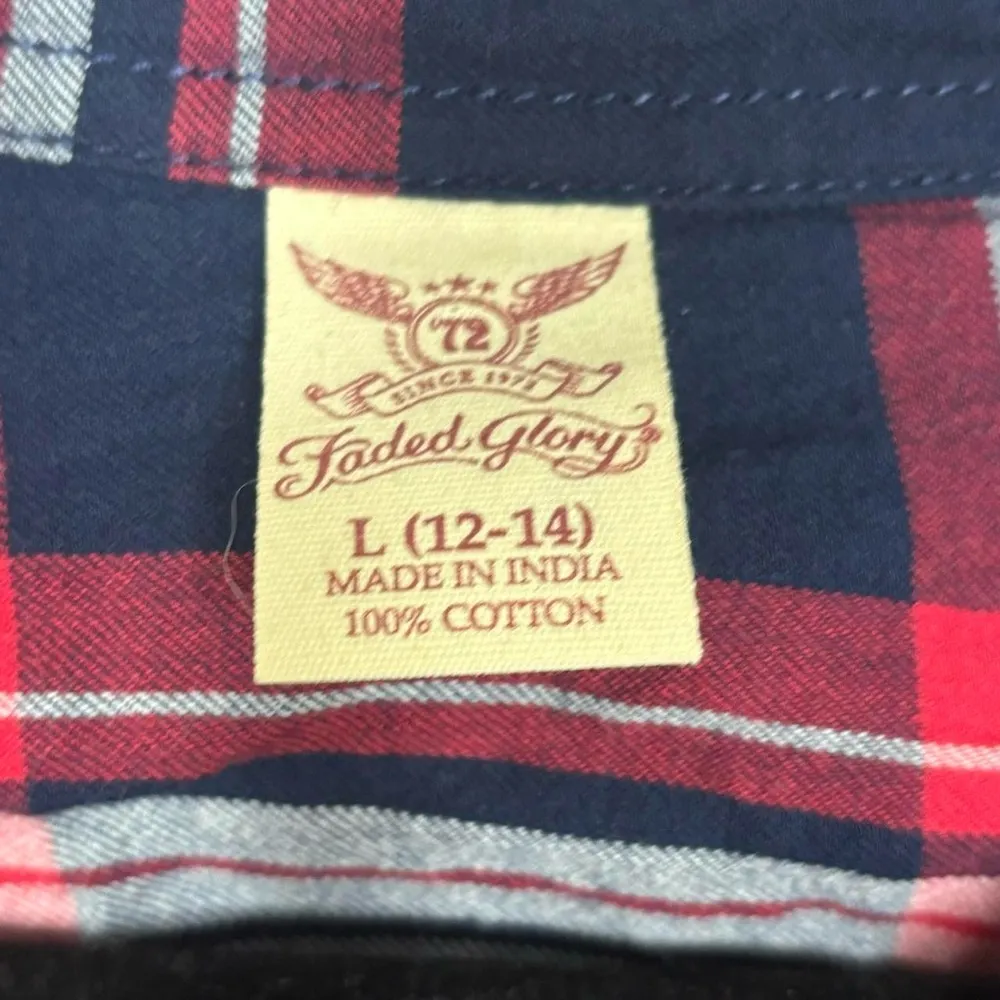 '72
SINCE 1972
Faded Glory
L (12-14)
MADE IN INDIA
100% COTTON